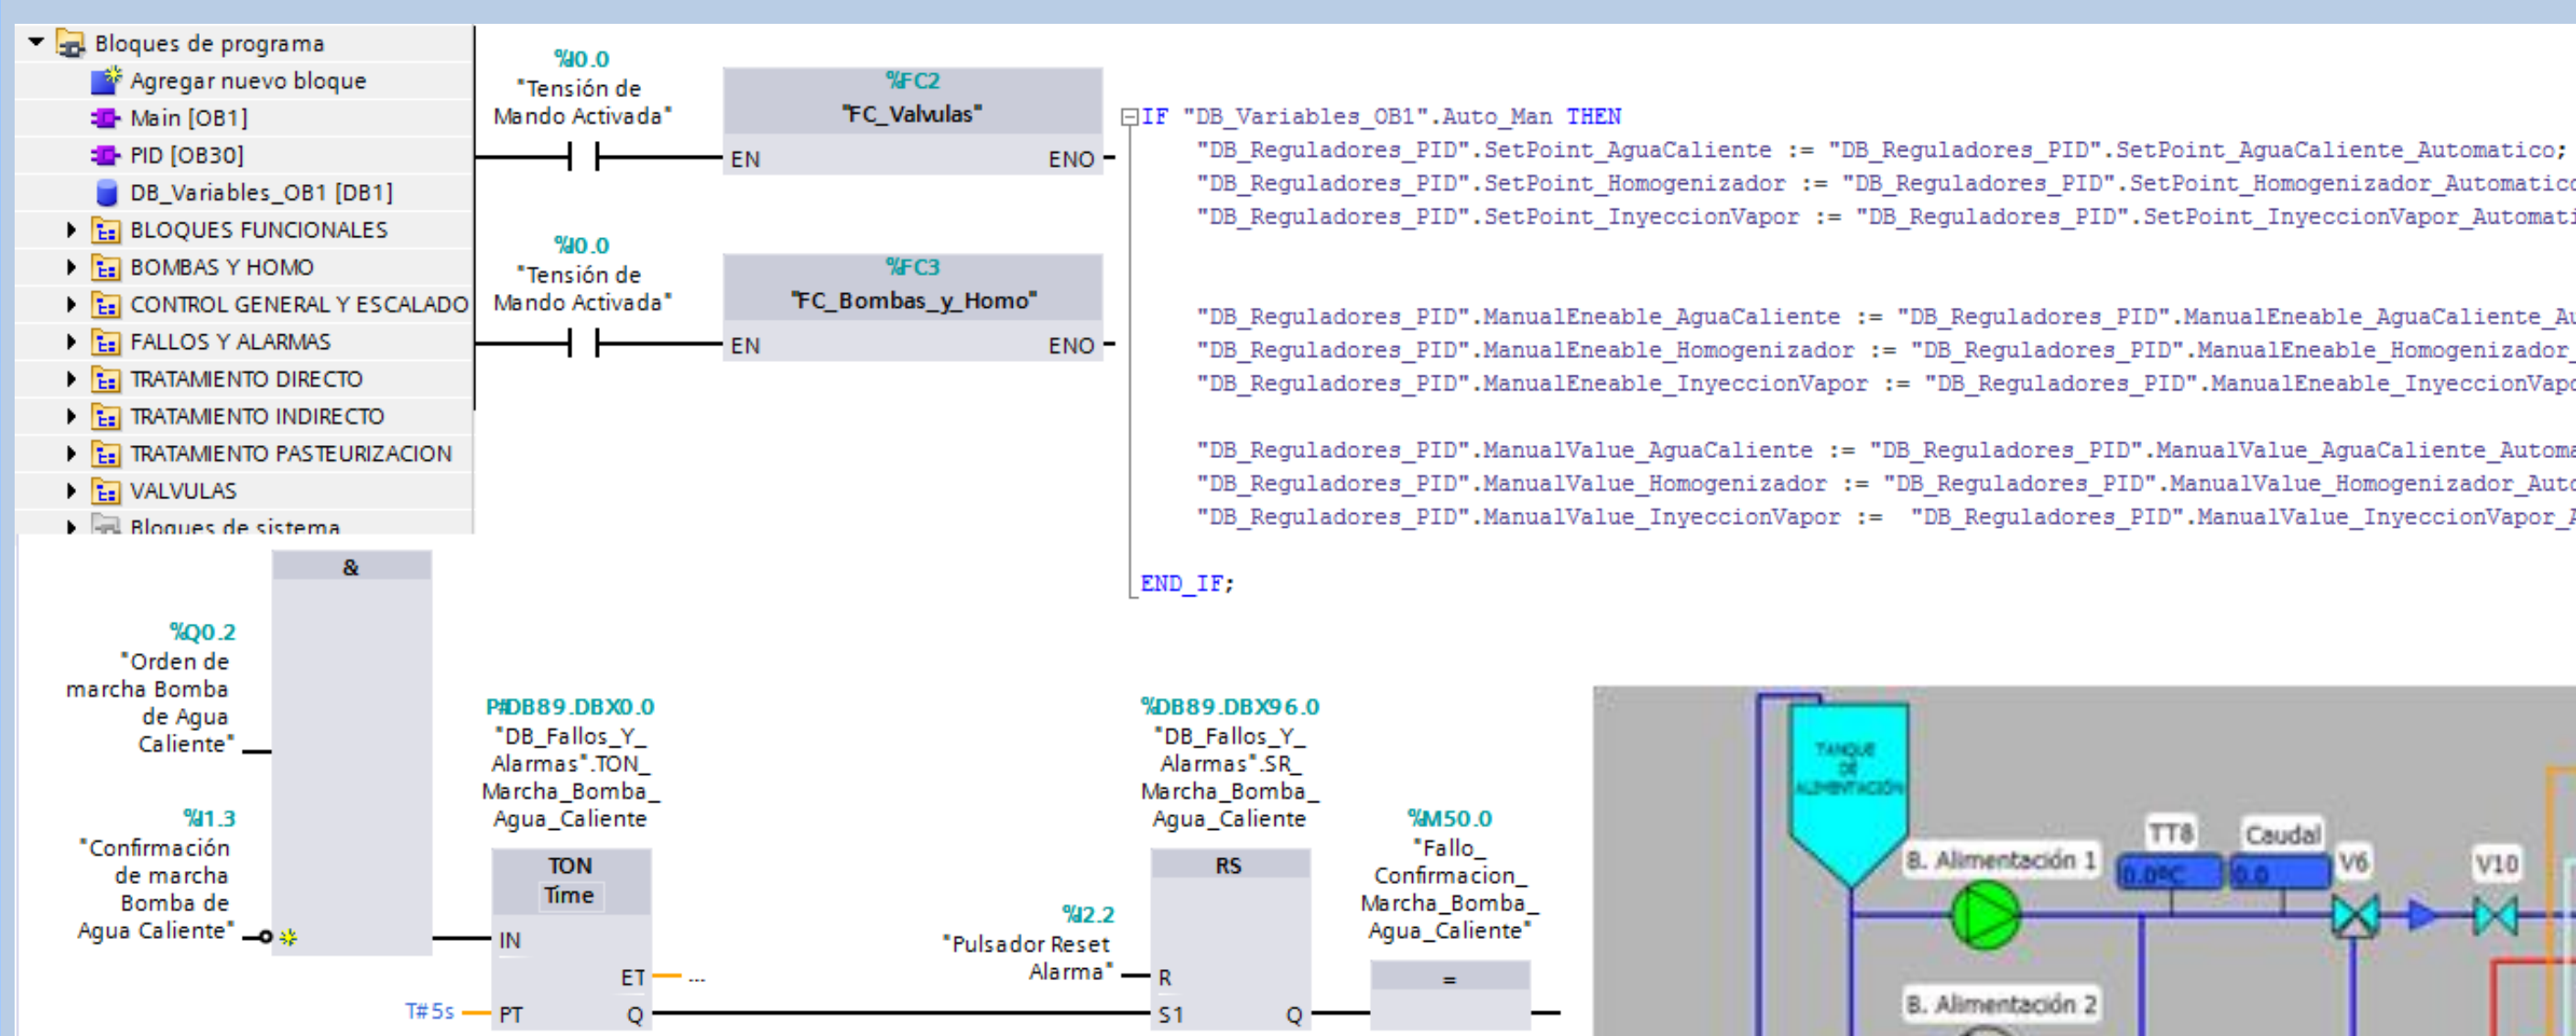 Bloques de programa
Agregar nuevo bloque
Main [OB1]
PID [OB30]
DB_Variables_OB1 [DB1]
BLOQUES FUNCIONALES
BOMBAS Y HOMO
CONTROL GENERAL Y ESCALADO
FALLOS Y ALARMAS
TRATAMIENTO DIRECTO
TRATAMIENTO INDIRECTO
TRATAMIENTO PASTEURIZACION
VALVULAS
Bloques de sistema
%I0.0
"Tensión de
Mando Activada"
%FC2
"FC_Valvulas"
EN
ENO
%I0.0
"Tensión de
Mando Activada"
%FC3
"FC_Bombas_y_Homo"
EN
ENO
IF "DB_Variables_OB1".Auto_Man THEN
"DB_Reguladores_PID".SetPoint_AguaCaliente := "DB_Reguladores_PID".SetPoint_AguaCaliente_Automatico;
"DB_Reguladores_PID".SetPoint_Homogenizador := "DB_Reguladores_PID".SetPoint_Homogenizador_Automatico
"DB_Reguladores_PID".SetPoint_InyeccionVapor := "DB_Reguladores_PID".SetPoint_InyeccionVapor_Automati
"DB_Reguladores_PID".ManualEneable_AguaCaliente := "DB_Reguladores_PID".ManualEneable_AguaCaliente_Au
"DB_Reguladores_PID".ManualEneable_Homogenizador := "DB_Reguladores_PID".ManualEneable_Homogenizador_
"DB_Reguladores_PID".ManualEneable_InyeccionVapor := "DB_Reguladores_PID".ManualEneable_InyeccionVapo
"DB_Reguladores_PID".ManualValue_AguaCaliente := "DB_Reguladores_PID".ManualValue_AguaCaliente_Automa
"DB_Reguladores_PID".ManualValue_Homogenizador := "DB_Reguladores_PID".ManualValue_Homogenizador_Auto
"DB_Reguladores_PID".ManualValue_InyeccionVapor := "DB_Reguladores_PID".ManualValue_InyeccionVapor_A
END_IF;
&
%Q0.2
"Orden de
marcha Bomba
de Agua
Caliente"
%I1.3
"Confirmación
de marcha
Bomba de
Agua Caliente"
P#DB89.DBX0.0
"DB_Fallos_Y_
Alarmas".TON_
Marcha_Bomba_
Agua_Caliente
TON
Time
IN
ET
...
T#5s
PT
Q
%DB89.DBX96.0
"DB_Fallos_Y_
Alarmas".SR_
Marcha_Bomba_
Agua_Caliente
RS
%I2.2
"Pulsador Reset
Alarma"
R
S1
Q
%M50.0
"Fallo_
Confirmacion_
Marcha_Bomba_
Agua_Caliente"
=
TANQUE
DE
ALIMENTACIÓN
B. Alimentación 1
TT8
0.0ºC
Caudal
0.0
V6
V10
B. Alimentación 2